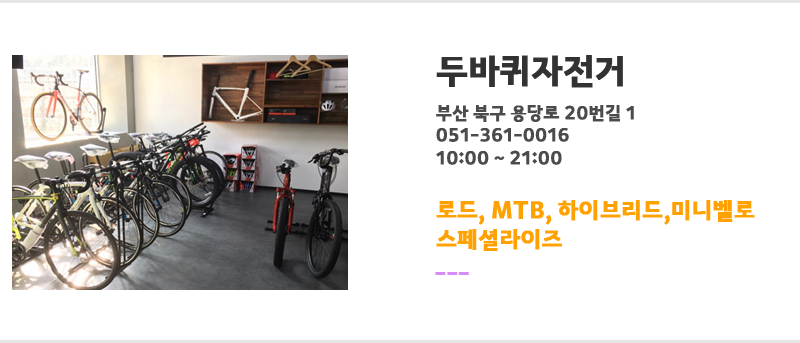 두바퀴자전거
부산 북구 용당로 20번길 1
051-361-0016
10:00 ~ 21:00
로드, MTB, 하이브리드,미니벨로
스페셜라이즈
---